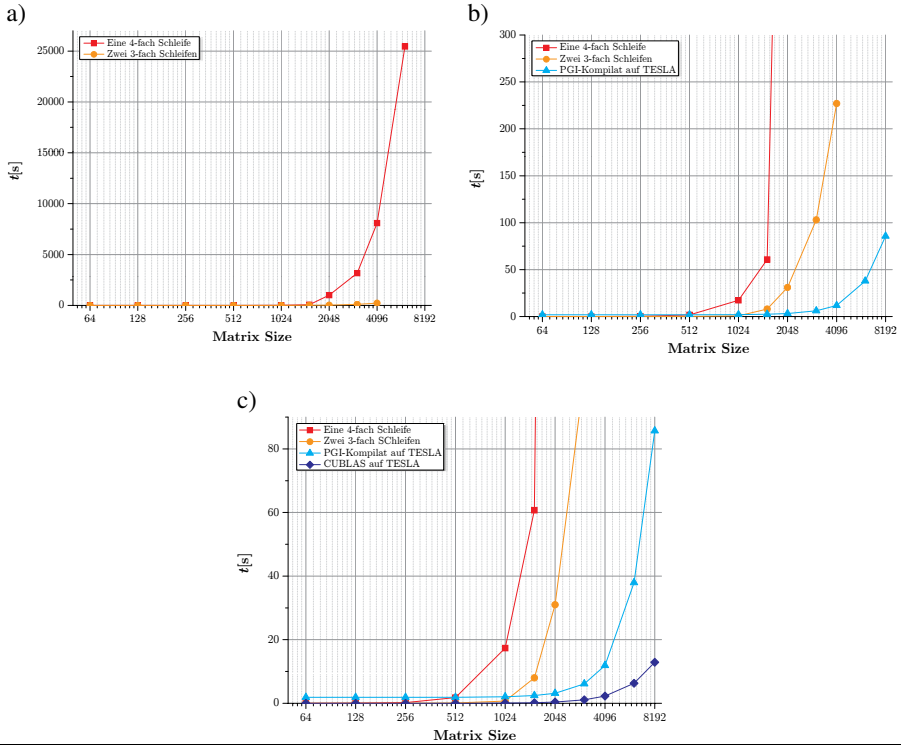 a)
Eine 4-fach Schleife
Zwei 3-fach Schleifen
25000
20000
15000
10000
5000
0
t[s]
64 128 256 512 1024 2048 4096 8192
Matrix Size
b)
Eine 4-fach Schleife
Zwei 3-fach Schleifen
PGI-Kompilat auf TESLA
300
250
200
150
100
50
0
t[s]
64 128 256 512 1024 2048 4096 8192
Matrix Size
c)
Eine 4-fach Schleife
Zwei 3-fach SChleifen
PGI-Kompilat auf TESLA
CUBLAS auf TESLA
80
60
40
20
0
t[s]
64 128 256 512 1024 2048 4096 8192
Matrix Size